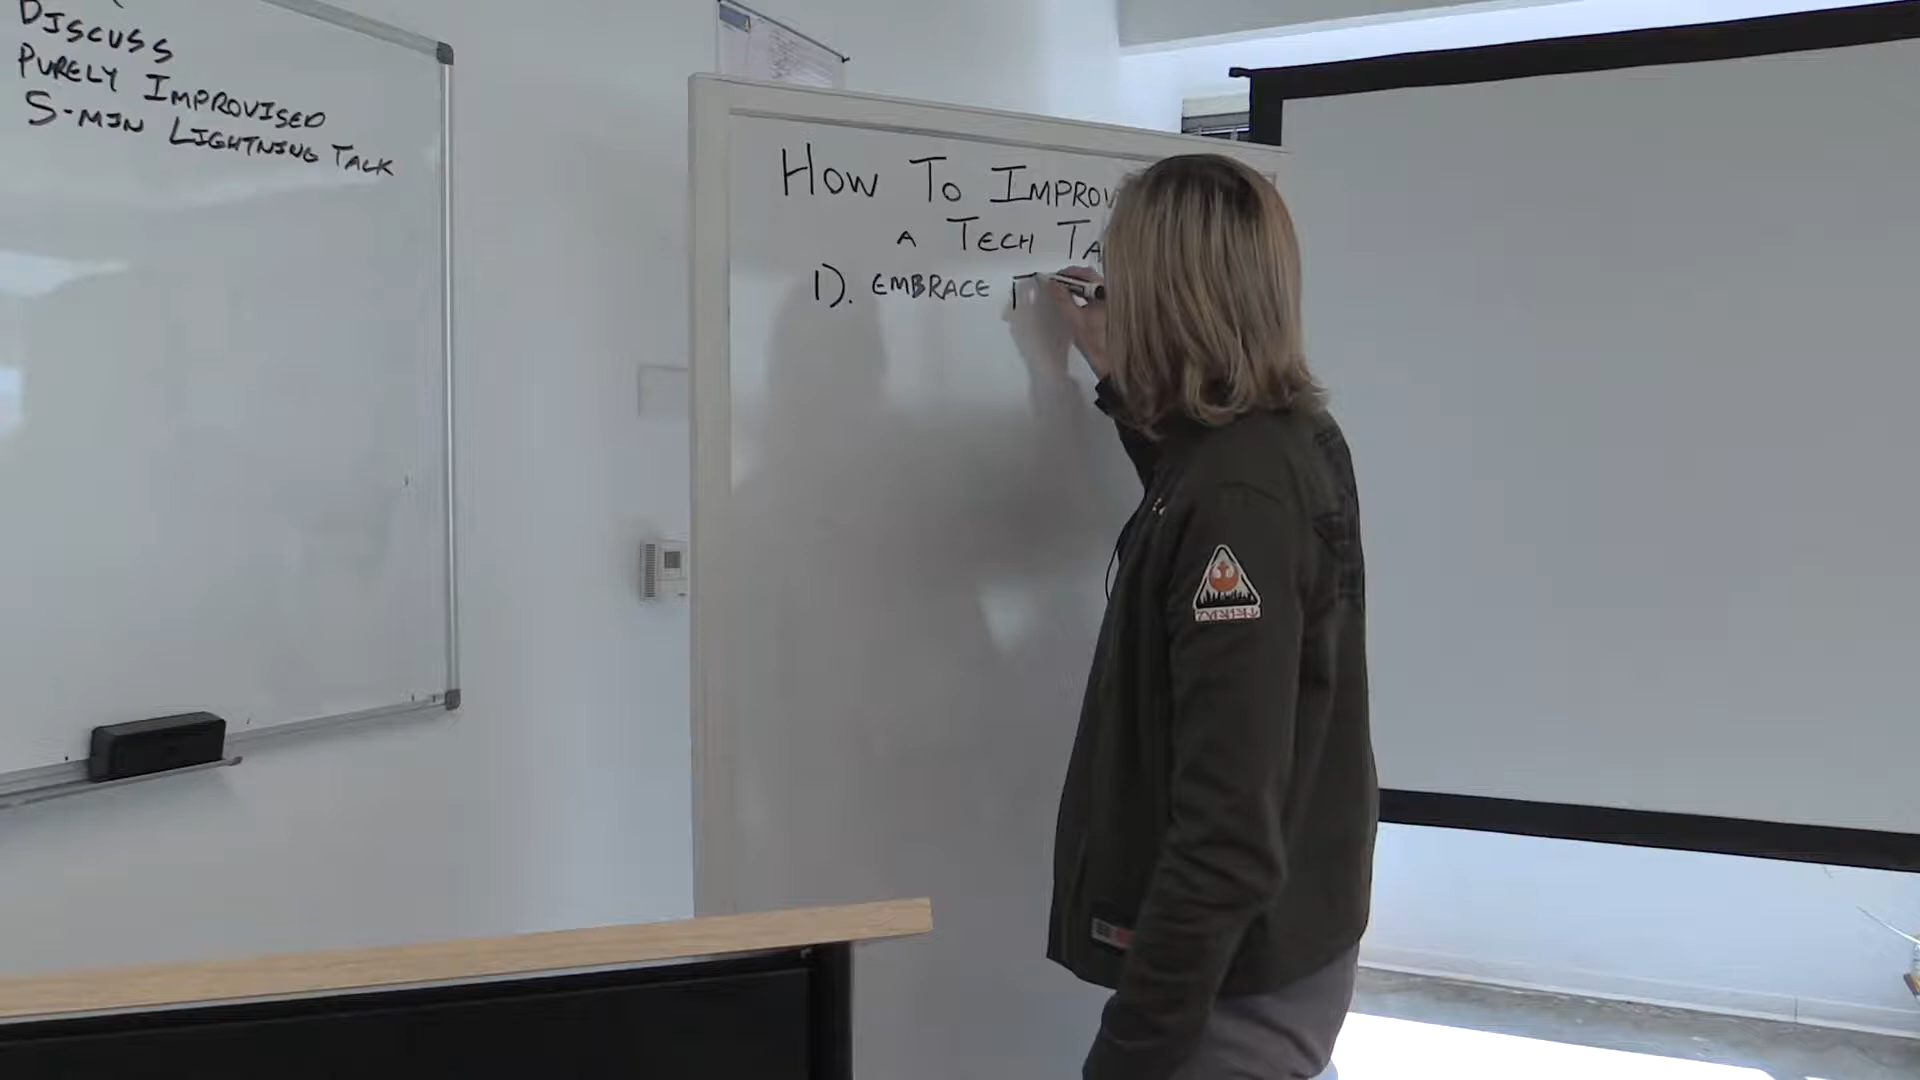 DISCUSS
PURELY IMPROVISED
5-MIN LIGHTNING TALK
HOW TO IMPROV
A TECH TA
1). EMBRACE